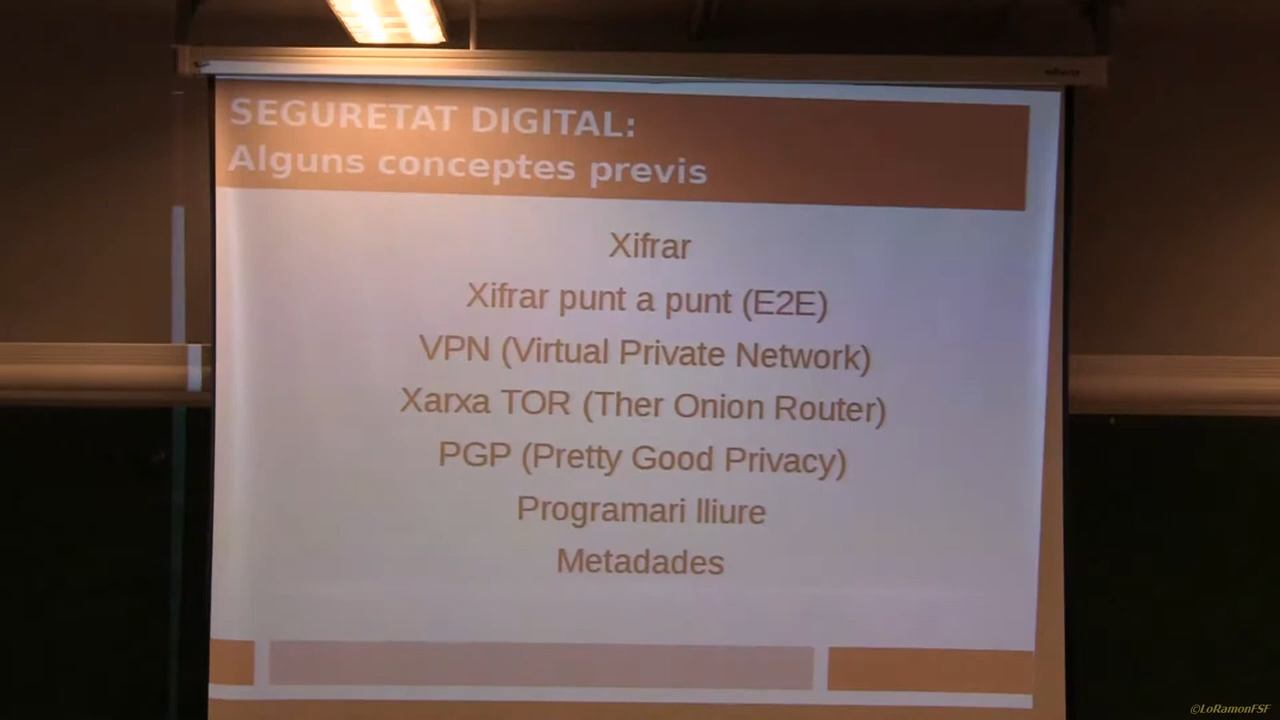 SEGURETAT DIGITAL:
Alguns conceptes previs
Xifrar
Xifrar punt a punt (E2E)
VPN (Virtual Private Network)
Xarxa TOR (Ther Onion Router)
PGP (Pretty Good Privacy)
Programari lliure
Metadades
©LoRamonFSF